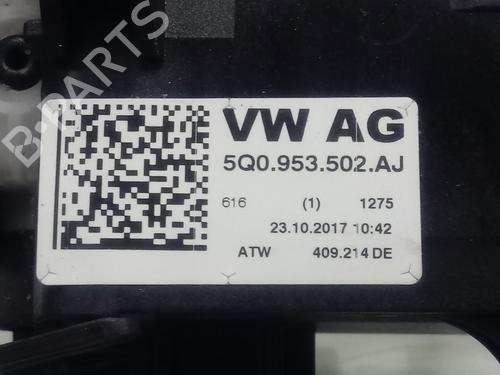 B-PARTS
VW AG
5Q0.953.502.AJ
616 (1) 1275
23.10.2017 10:42
ATW 409.214 DE